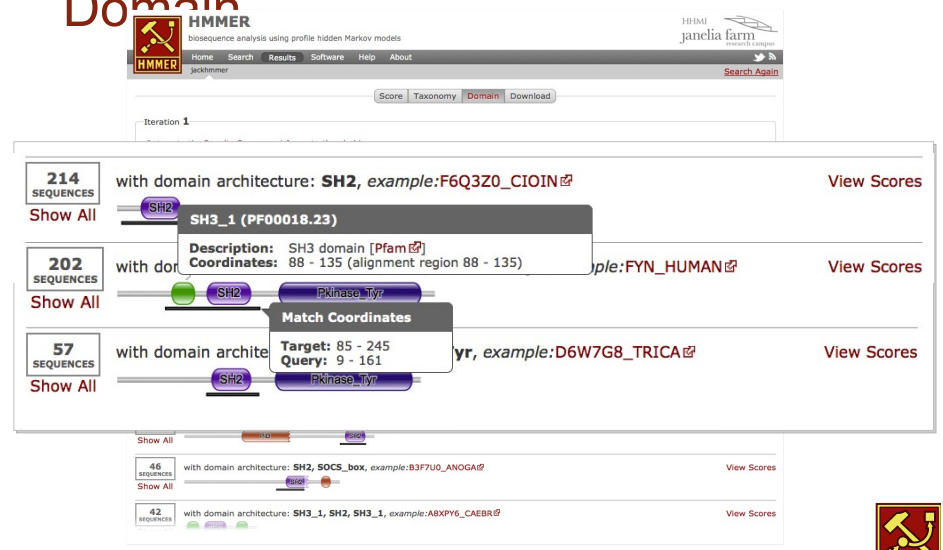 Domain
HMMER
biosequence analysis using profile hidden Markov models
HHMI
janelia farm
research campus
HMMER
Home Search Results Software Help About
jackhmmer
Search Again
Score Taxonomy Domain Download
Iteration 1
214
SEQUENCES
Show All
with domain architecture: SH2, example:F6Q3Z0_CIOIN
View Scores
SH2
SH3_1 (PF00018.23)
Description: SH3 domain [Pfam]
Coordinates: 88 - 135 (alignment region 88 - 135)
202
SEQUENCES
Show All
with dor
ple:FYN_HUMAN
View Scores
SH2 Pkinase_Tyr
Match Coordinates
Target: 85 - 245
Query: 9 - 161
57
SEQUENCES
Show All
with domain archite
Tyr, example:D6W7G8_TRICA
View Scores
SH2 Pkinase_Tyr
Show All
SH2
46
SEQUENCES
Show All
with domain architecture: SH2, SOCS_box, example:B3F7U0_ANOGA
View Scores
SH2
42
SEQUENCES
with domain architecture: SH3_1, SH2, SH3_1, example:A8XPY6_CAEBR
View Scores